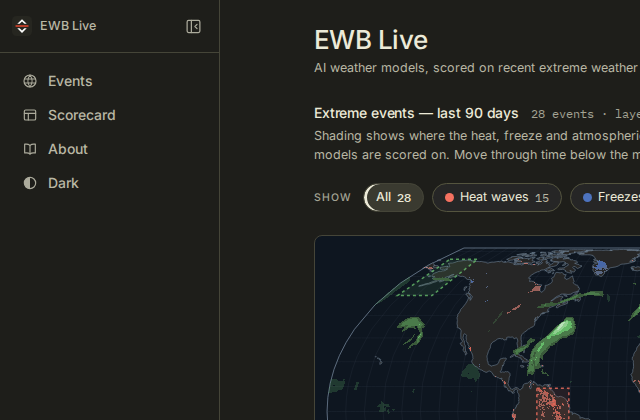 EWB Live
Events
Scorecard
About
Dark
EWB Live
AI weather models, scored on recent extreme weather
Extreme events — last 90 days 28 events ·
Shading shows where the heat, freeze and
models are scored on. Move through time below the
SHOW All 28 Heat waves 15 Freezes